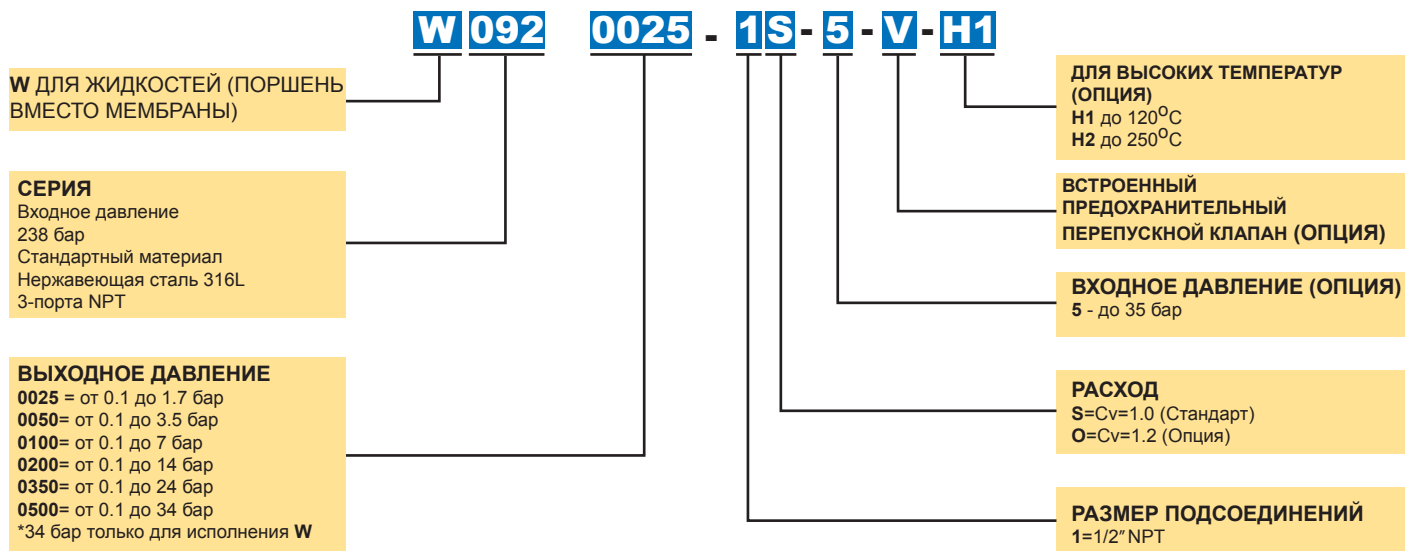 W 092 0025 - 1 S - 5 - V - H1
W ДЛЯ ЖИДКОСТЕЙ (ПОРШЕНЬ
ВМЕСТО МЕМБРАНЫ)
СЕРИЯ
Входное давление
238 бар
Стандартный материал
Нержавеющая сталь 316L
3-порта NPT
ВЫХОДНОЕ ДАВЛЕНИЕ
0025 = от 0.1 до 1.7 бар
0050= от 0.1 до 3.5 бар
0100= от 0.1 до 7 бар
0200= от 0.1 до 14 бар
0350= от 0.1 до 24 бар
0500= от 0.1 до 34 бар
*34 бар только для исполнения W
ДЛЯ ВЫСОКИХ ТЕМПЕРАТУР
(ОПЦИЯ)
H1 до 120°C
H2 до 250°C
ВСТРОЕННЫЙ
ПРЕДОХРАНИТЕЛЬНЫЙ
ПЕРЕПУСКНОЙ КЛАПАН (ОПЦИЯ)
ВХОДНОЕ ДАВЛЕНИЕ (ОПЦИЯ)
5 - до 35 бар
РАСХОД
S=Cv=1.0 (Стандарт)
O=Cv=1.2 (Опция)
РАЗМЕР ПОДСОЕДИНЕНИЙ
1=1/2″ NPT